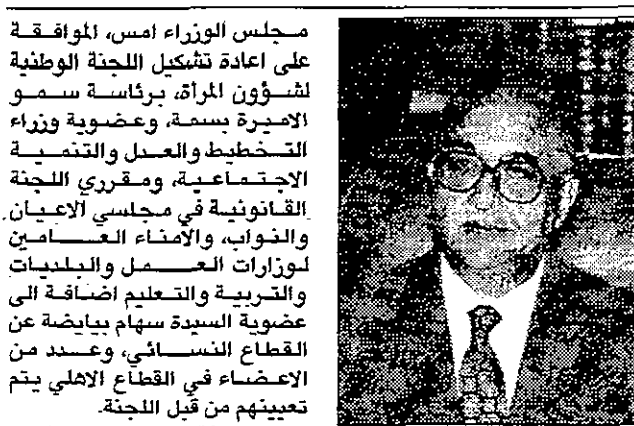 مجلس الوزراء امس، الموافقة
على اعادة تشكيل اللجنة الوطنية
لشؤون المرأة، برئاسة سمو
الاميرة بسمة، وعضوية وزراء
التخطيط والعدل والتنمية
الاجتماعية، ومقرري اللجنة
القانونية في مجلسي الاعيان
والنواب، والامناء العامين
لوزارات العمل والبلديات
والتربية والتعليم اضافة الى
عضوية السيدة سهام بيايضة عن
القطاع النسائي، وعدد من
الاعضاء في القطاع الاهلي يتم
تعيينهم من قبل اللجنة.